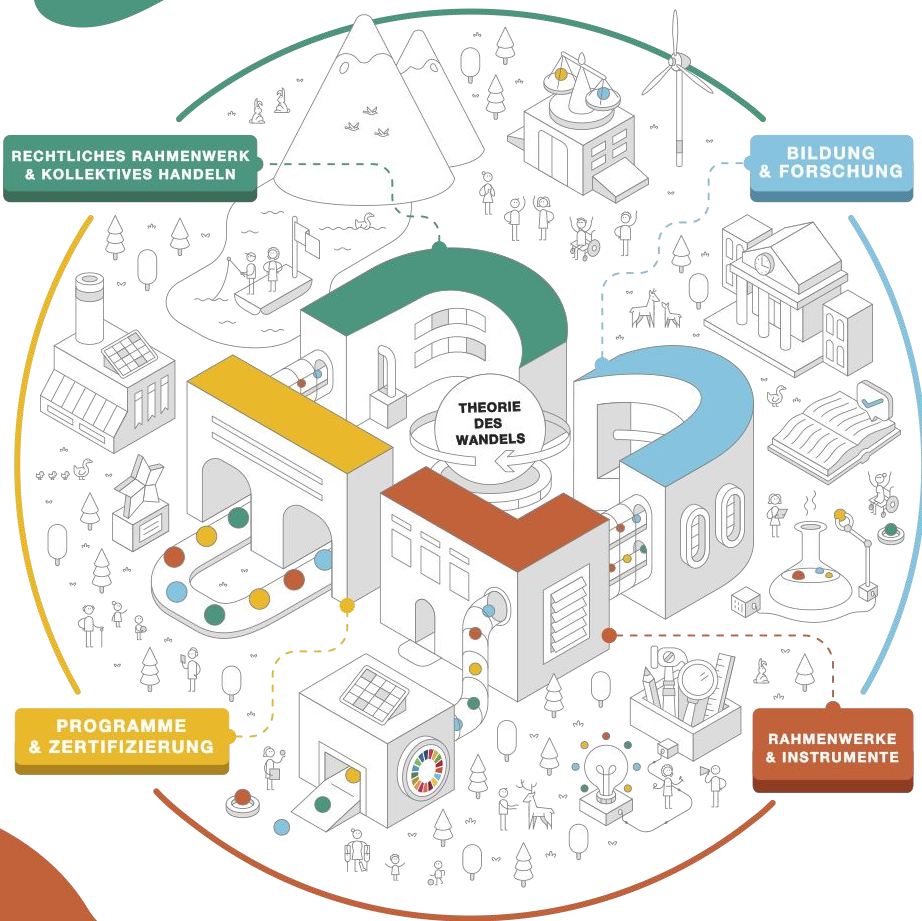 RECHTLICHES RAHMENWERK
& KOLLEKTIVES HANDELN
BILDUNG
& FORSCHUNG
THEORIE
DES
WANDELS
PROGRAMME
& ZERTIFIZIERUNG
RAHMENWERKE
& INSTRUMENTE